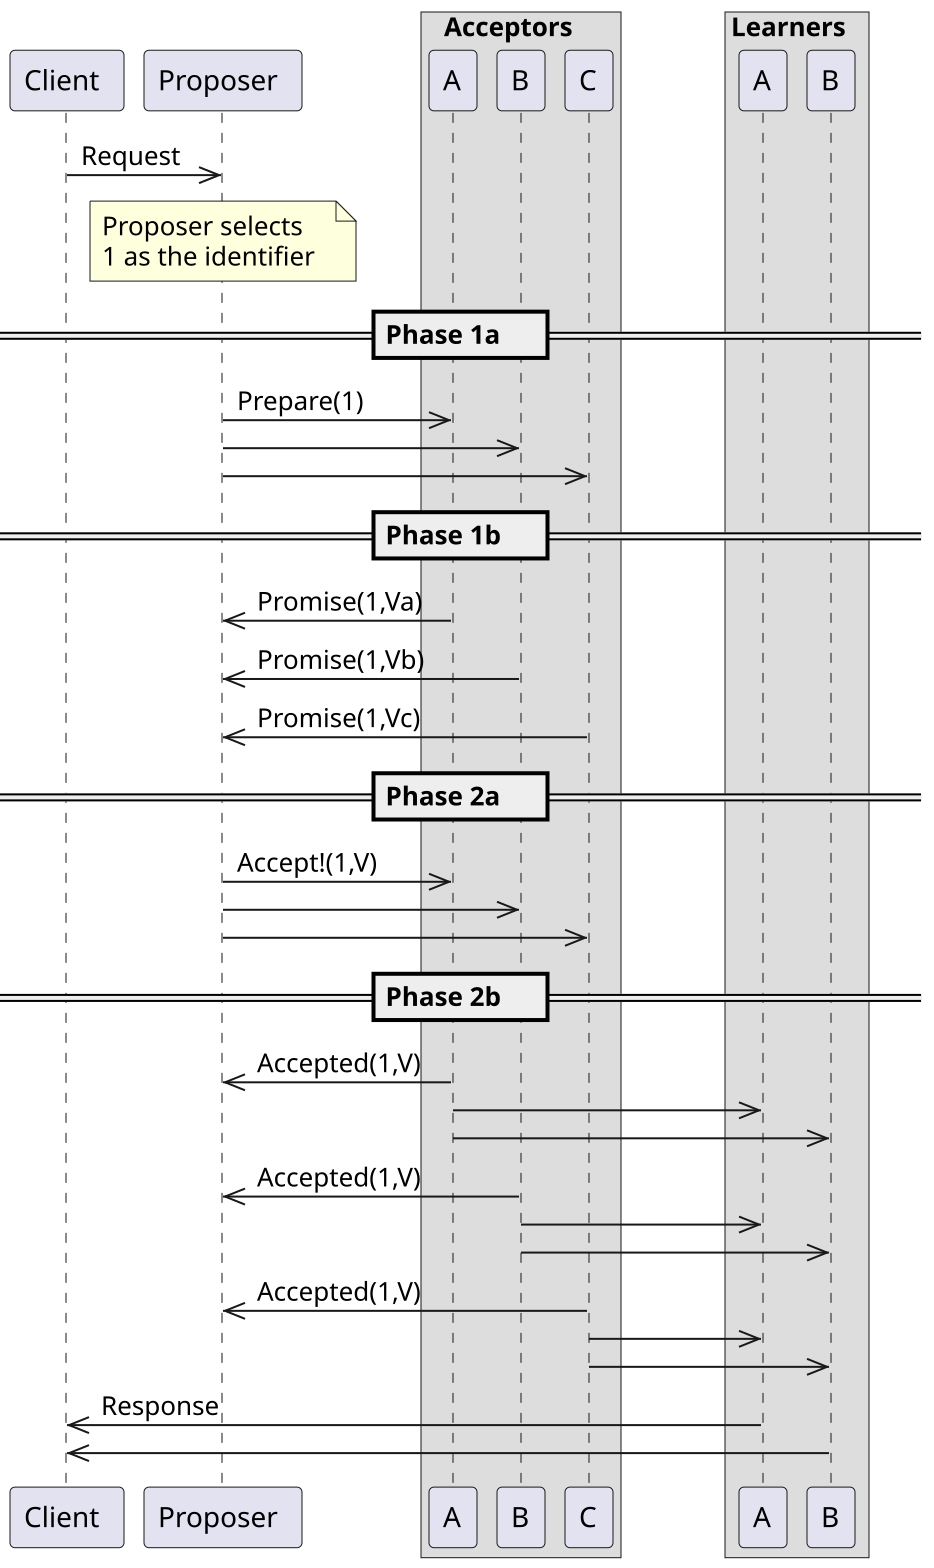 Acceptors Learners
Client Proposer A B C A B
Request
Proposer selects
1 as the identifier
Phase 1a
Prepare(1)
Phase 1b
Promise(1,Va)
Promise(1,Vb)
Promise(1,Vc)
Phase 2a
Accept!(1,V)
Phase 2b
Accepted(1,V)
Accepted(1,V)
Accepted(1,V)
Response
Client Proposer A B C A B